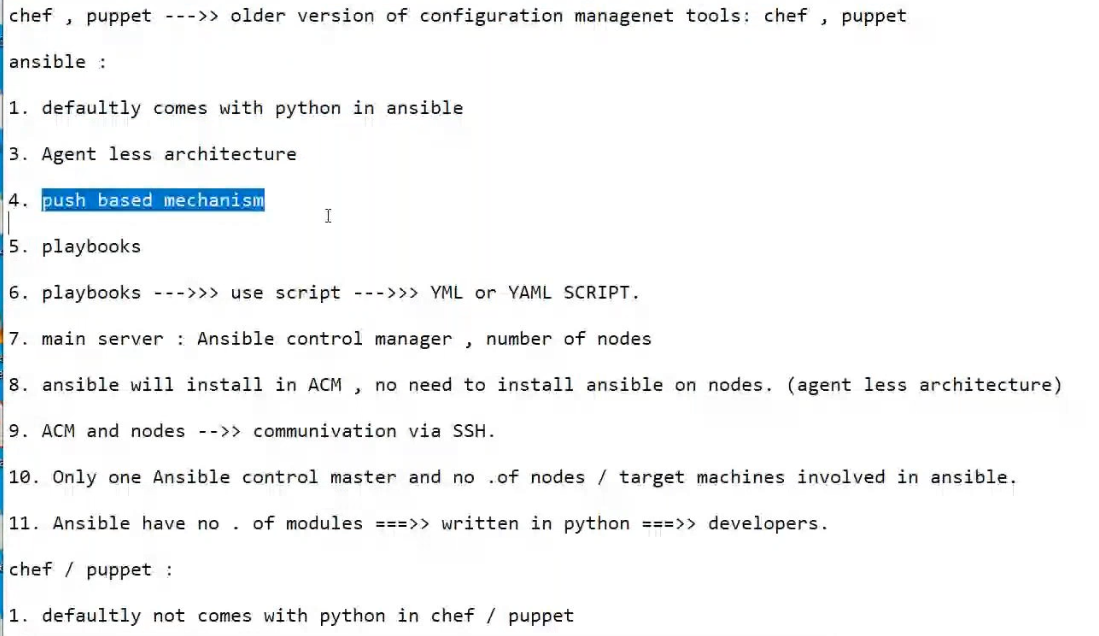 chef , puppet --->> older version of configuration managenet tools: chef , puppet
ansible :
1. defaultly comes with python in ansible
3. Agent less architecture
4. push based mechanism
5. playbooks
6. playbooks --->>> use script --->>> YML or YAML SCRIPT.
7. main server : Ansible control manager , number of nodes
8. ansible will install in ACM , no need to install ansible on nodes. (agent less architecture)
9. ACM and nodes -->> communivation via SSH.
10. Only one Ansible control master and no .of nodes / target machines involved in ansible.
11. Ansible have no . of modules ===>> written in python ===>> developers.
chef / puppet :
1. defaultly not comes with python in chef / puppet